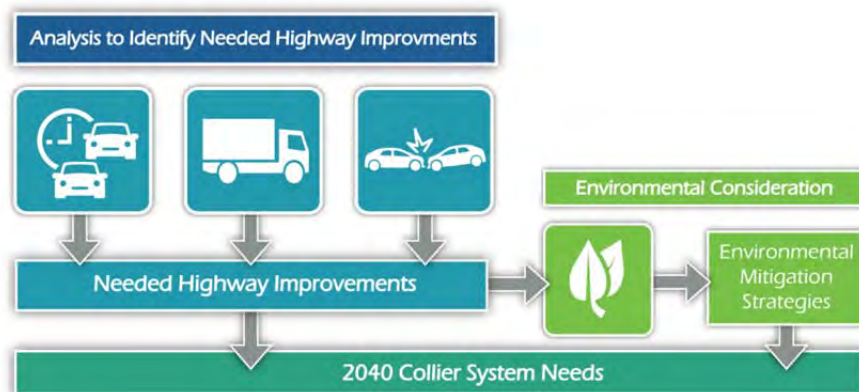 Analysis to Identify Needed Highway Improvments
Environmental Consideration
Needed Highway Improvements
Environmental
Mitigation
Strategies
2040 Collier System Needs